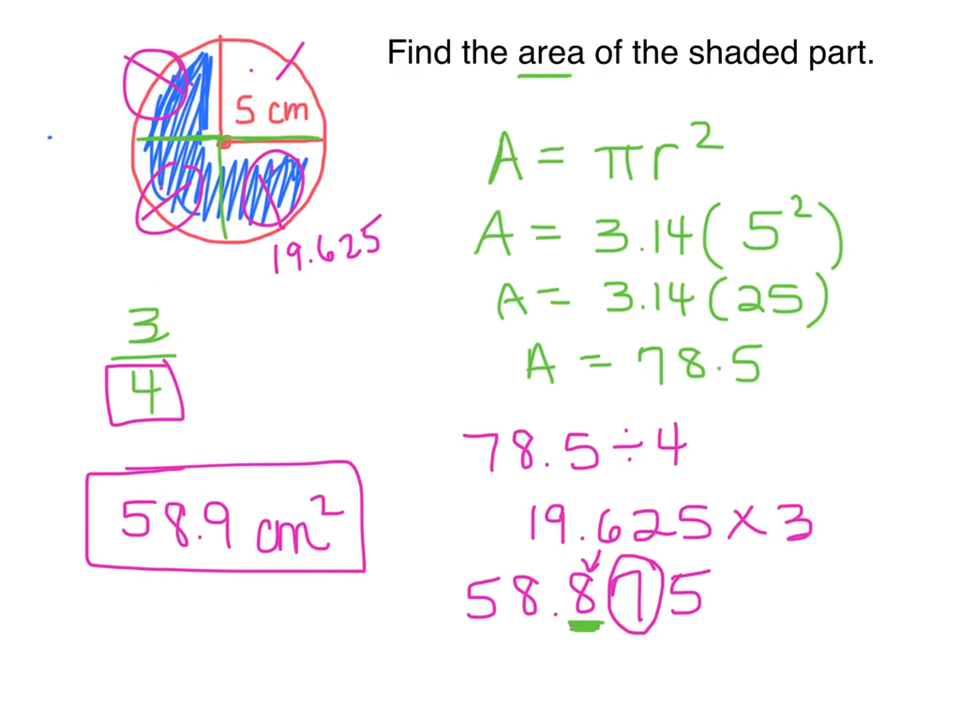 Find the area of the shaded part.
5 cm
19.625
A = πr²
A = 3.14(5²)
A = 3.14(25)
A = 78.5
3
4
78.5÷4
19.625×3
58.875
58.9 cm²